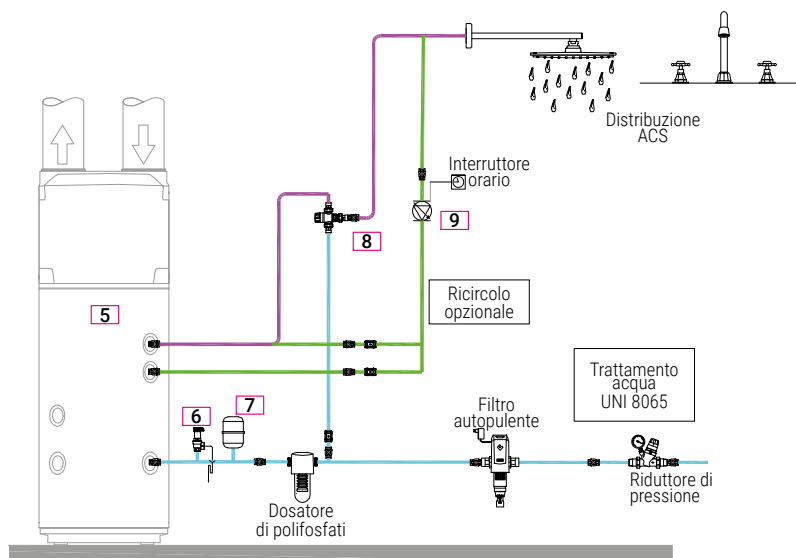 Distribuzione
ACS
Interruttore
orario
8
9
5
Ricircolo
opzionale
Trattamento
acqua
UNI 8065
6
7
Filtro
autopulente
Riduttore di
pressione
Dosatore
di polifosfati